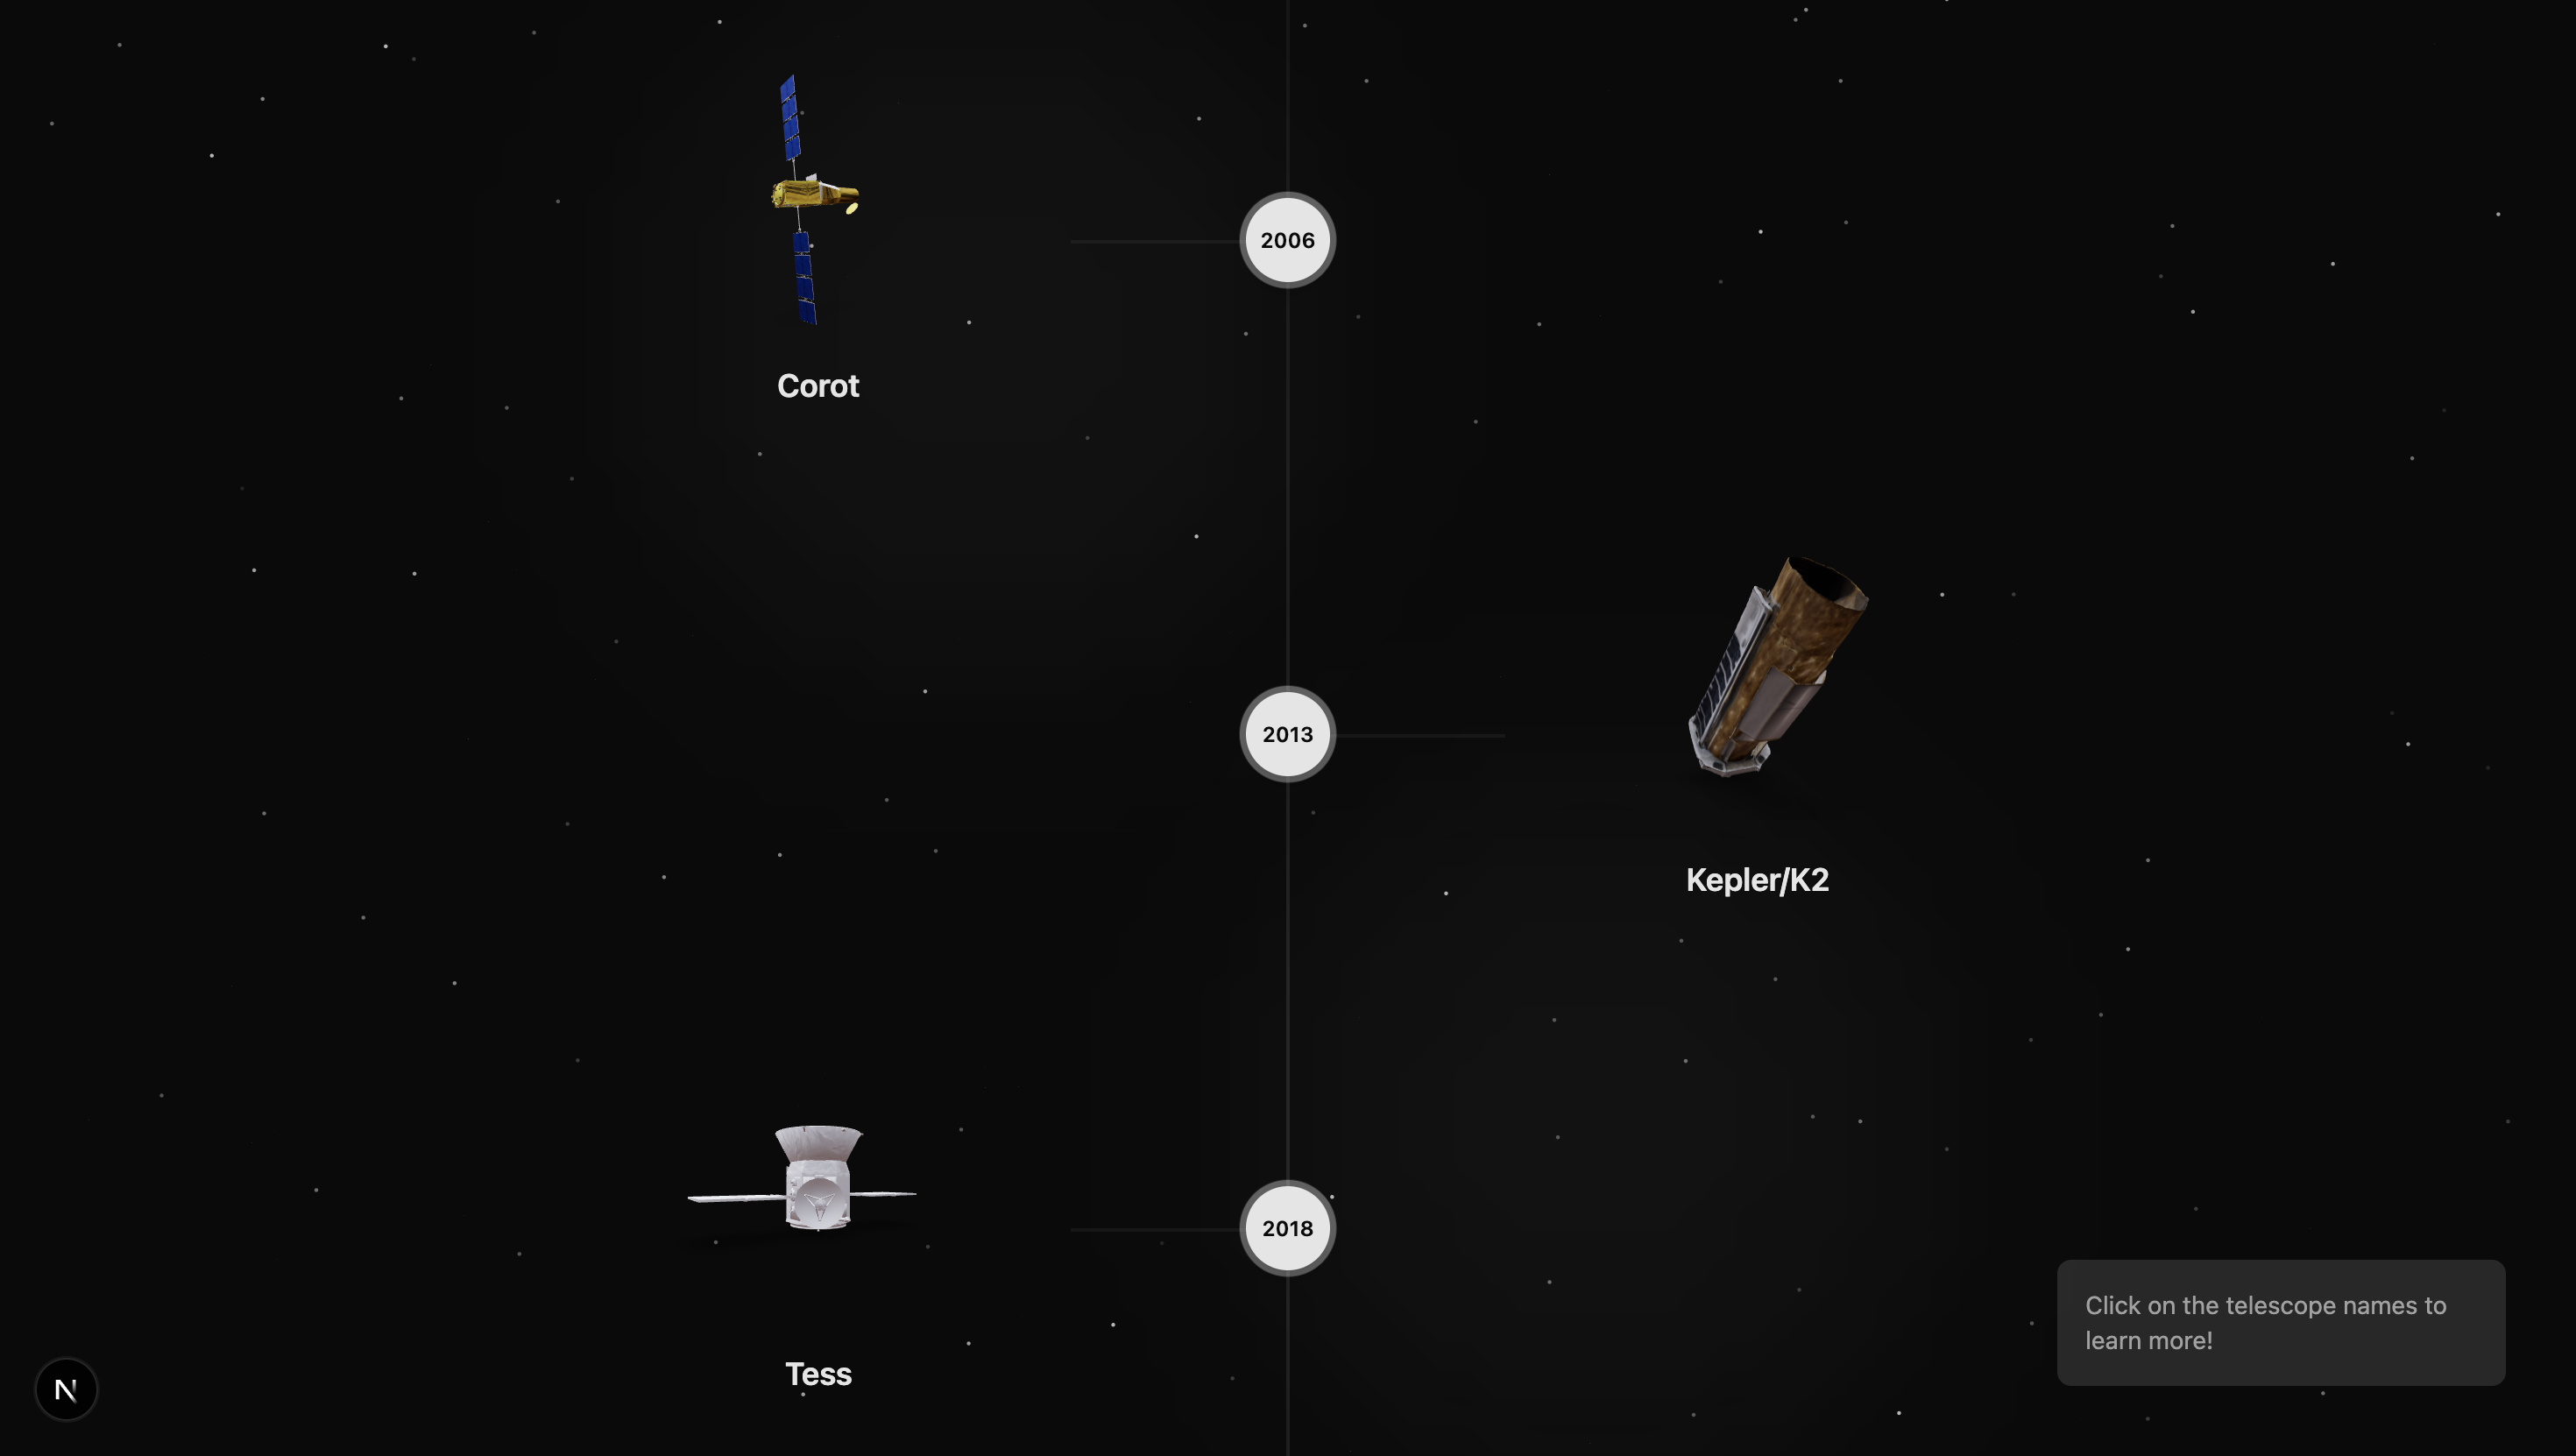 2006
Corot
2013
Kepler/K2
2018
Tess
Click on the telescope names to
learn more!
N